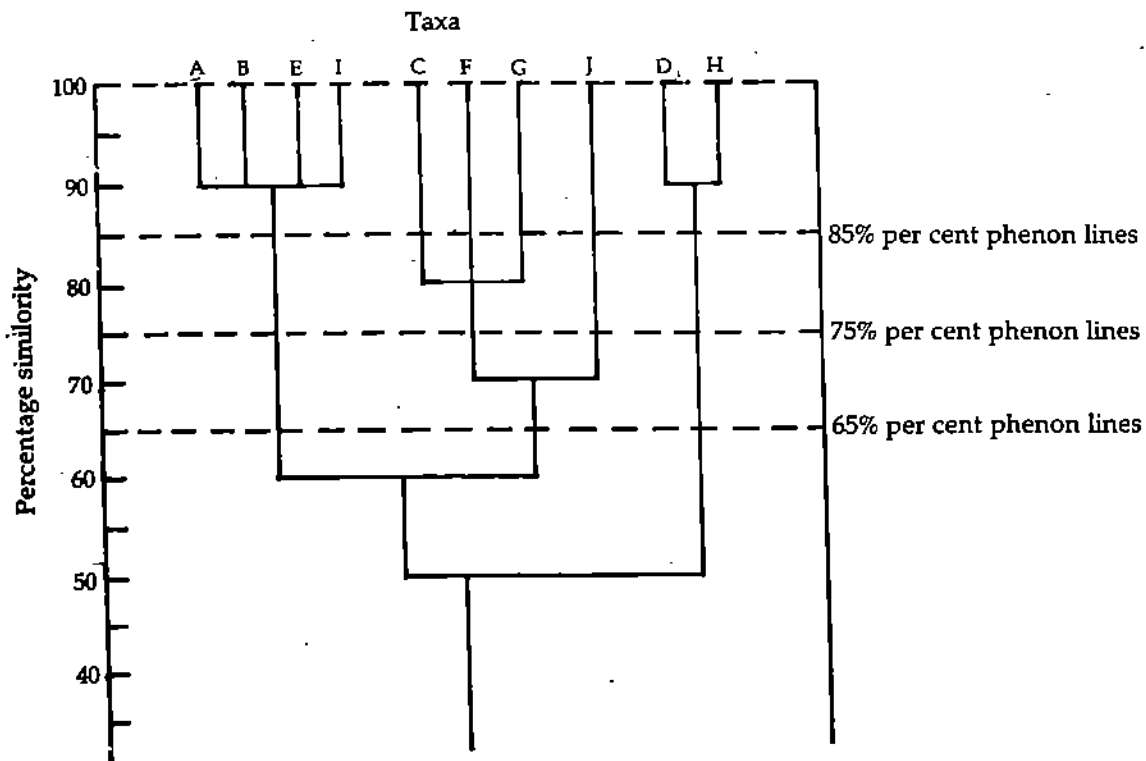 Taxa
A B E I C F G J D H
100
90
85% per cent phenon lines
80
75% per cent phenon lines
70
65% per cent phenon lines
60
50
40
Percentage similority